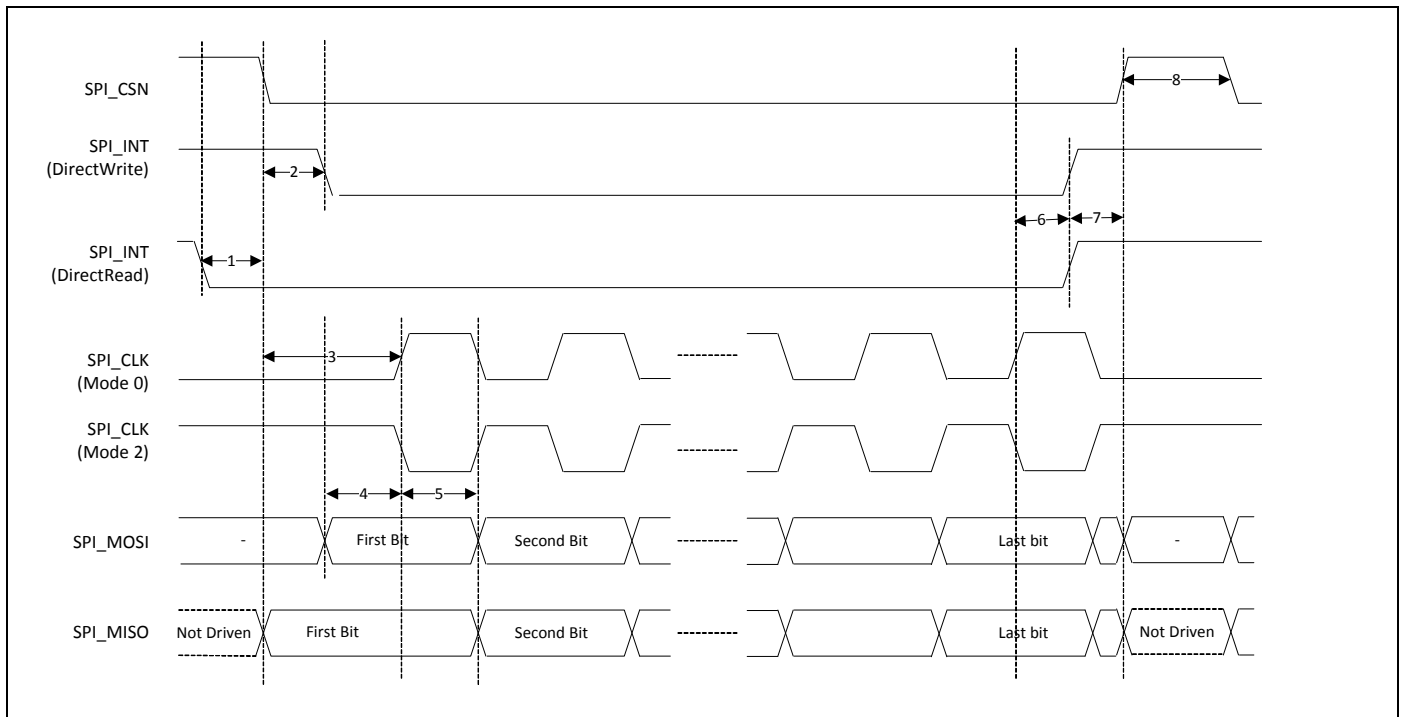 SPI_CSN
8
SPI_INT
(DirectWrite)
2
6
7
SPI_INT
(DirectRead)
1
SPI_CLK
(Mode 0)
3
SPI_CLK
(Mode 2)
4
5
SPI_MOSI
-
First Bit
Second Bit
Last bit
-
SPI_MISO
Not Driven
First Bit
Second Bit
Last bit
Not Driven